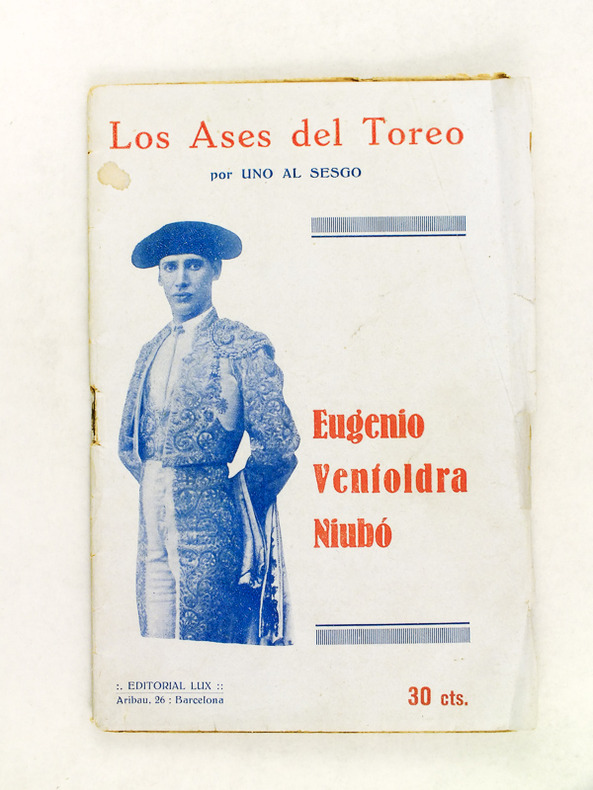 Los Ases del Toreo
por UNO AL SESGO
Eugenio
Ventoldra
Niubó
:. EDITORIAL LUX ::
Aribau, 26 : Barcelona
30 cts.